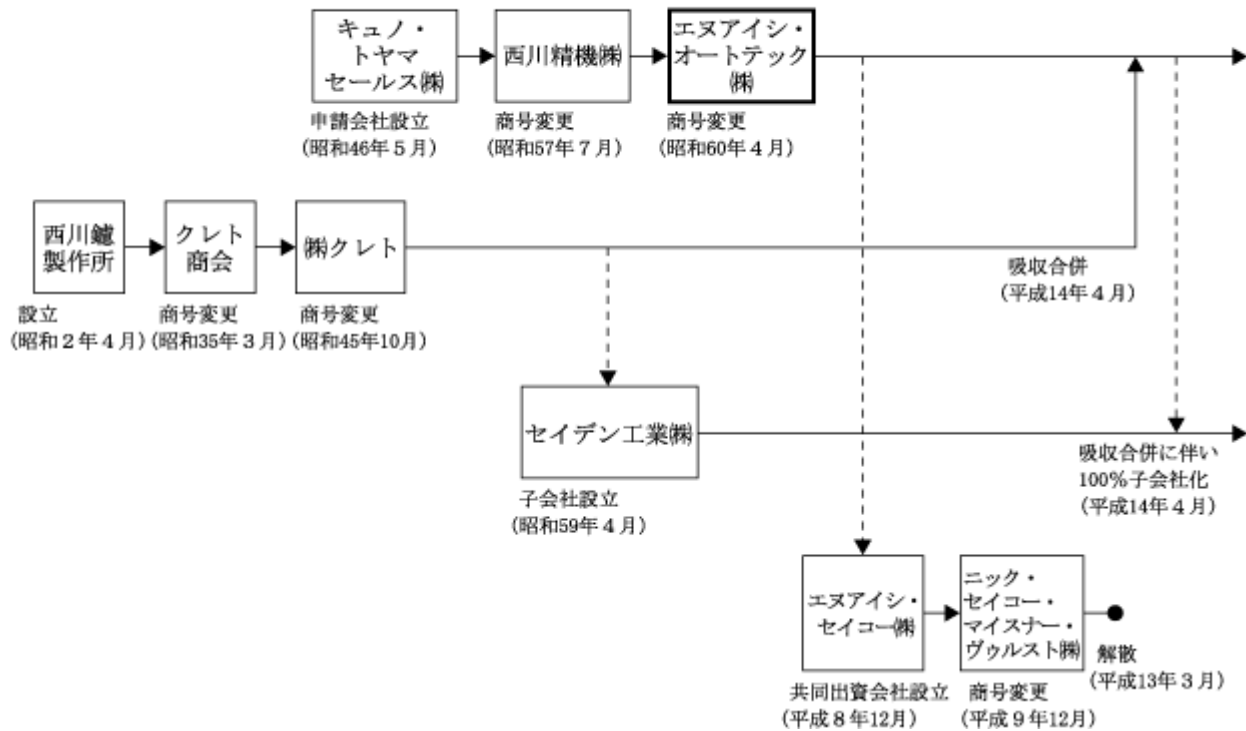 キュノ・
トヤマ
セールス㈱
西川精機㈱
エヌアイシ・
オートテック
㈱
申請会社設立
(昭和46年5月)
商号変更
(昭和57年7月)
商号変更
(昭和60年4月)
西川鑪
製作所
クレト
商会
㈱クレト
設立
(昭和2年4月)
商号変更
(昭和35年3月)
商号変更
(昭和45年10月)
吸収合併
(平成14年4月)
セイデン工業㈱
子会社設立
(昭和59年4月)
吸収合併に伴い
100%子会社化
(平成14年4月)
エヌアイシ・
セイコー㈱
ニック・
セイコー・
マイスナー・
ヴゥルスト㈱
共同出資会社設立
(平成8年12月)
商号変更
(平成9年12月)
解散
(平成13年3月)